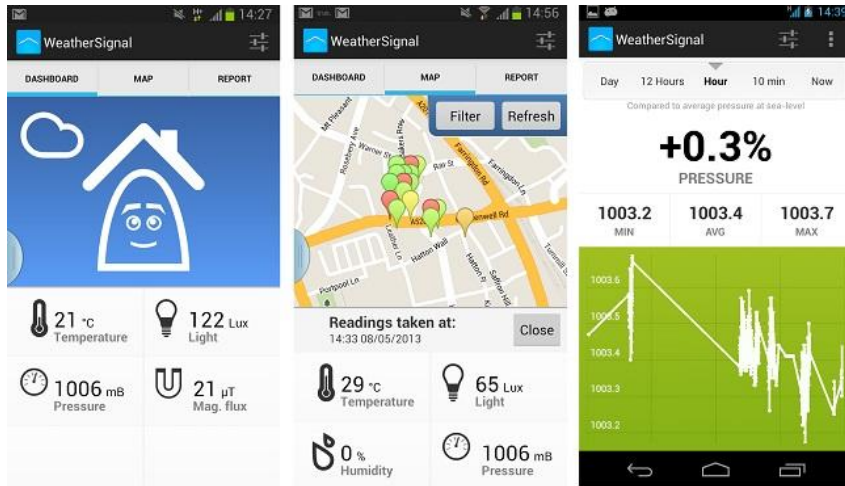 14:27
WeatherSignal
DASHBOARD MAP REPORT
21 °C
Temperature
122 Lux
Light
1006 mB
Pressure
21 µT
Mag. flux
14:56
WeatherSignal
DASHBOARD MAP REPORT
Filter Refresh
Mt Pleasant
Rosebery Ave
Warner St
Ray St
Farringdon Rd
Farringdon Ln
Leather Ln
Hatton Wall
Portpool Ln
Saffron Hill
Readings taken at:
14:33 08/05/2013
Close
29 °C
Temperature
65 Lux
Light
0 %
Humidity
1006 mB
Pressure
14:39
WeatherSignal
Day 12 Hours Hour 10 min Now
Compared to average pressure at sea-level
+0.3%
PRESSURE
1003.2 1003.4 1003.7
MIN AVG MAX
1003.6
1003.5
1003.4
1003.3
1003.2